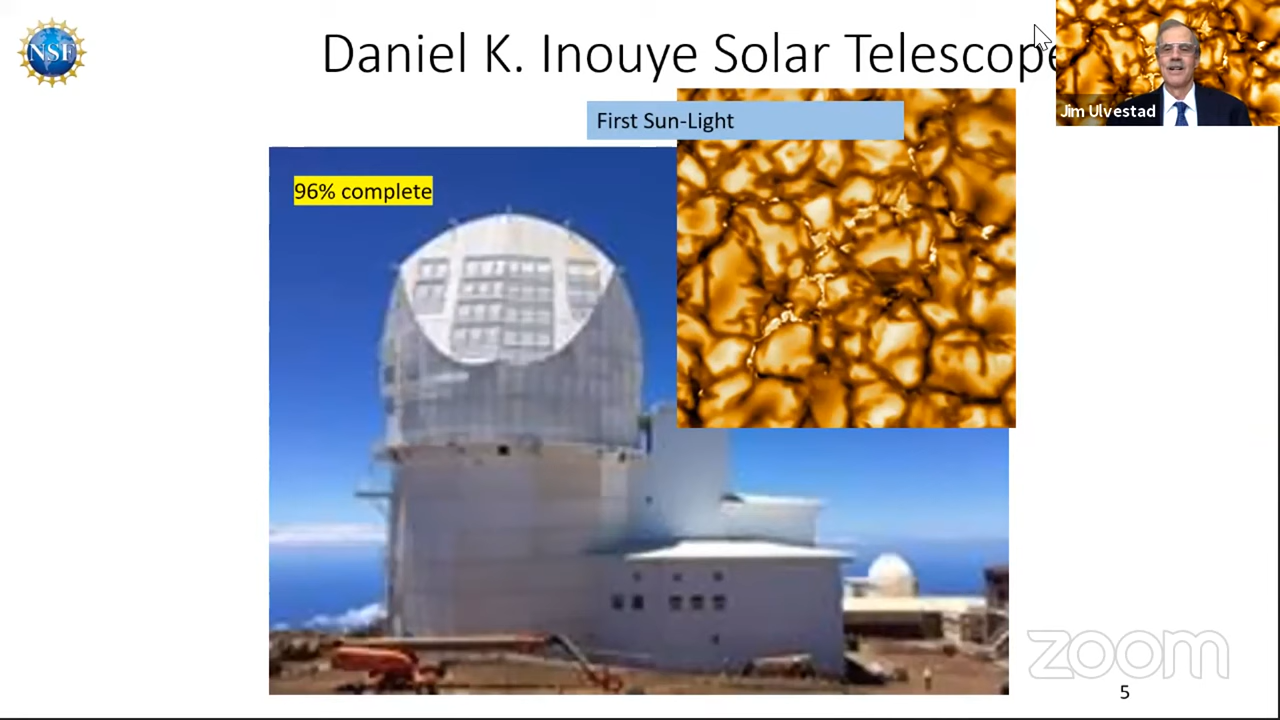 NSF
Daniel K. Inouye Solar Telescope
Jim Ulvestad
First Sun-Light
96% complete
zoom
5